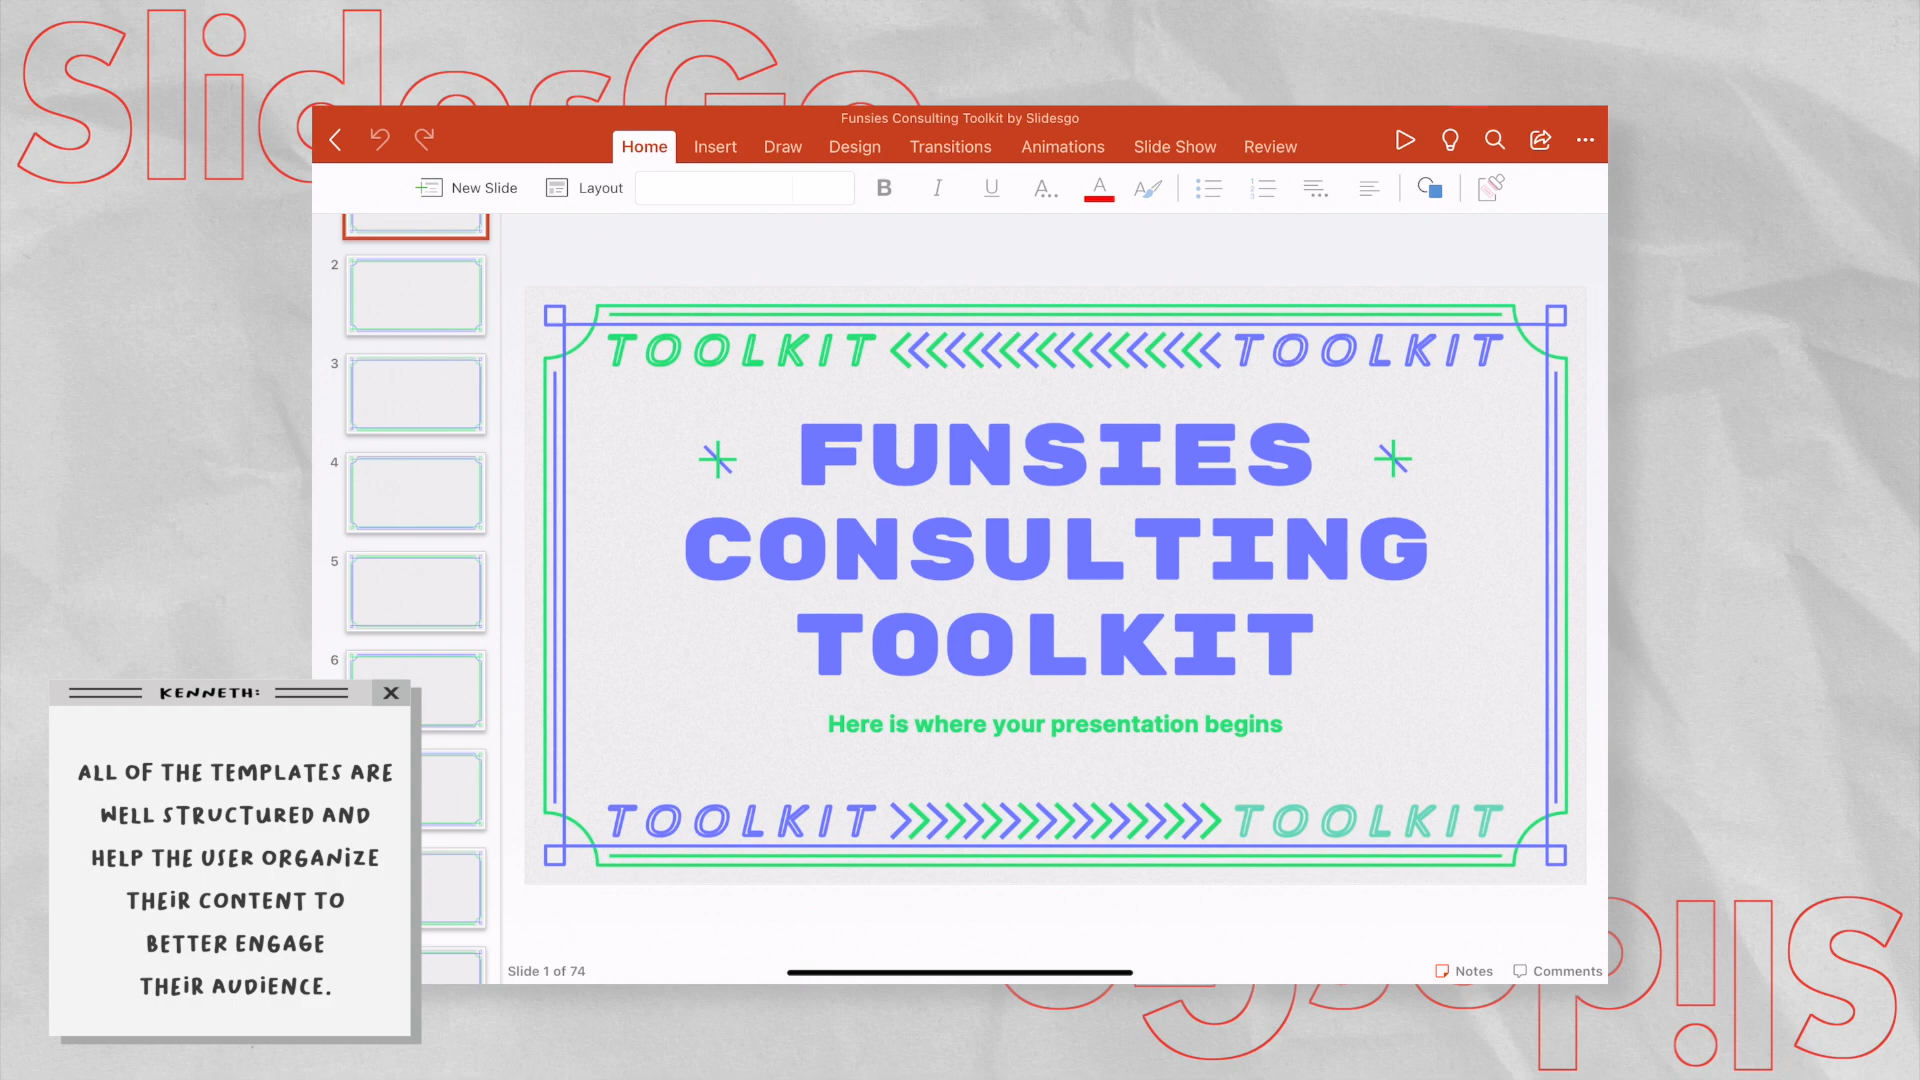 SlidesGo
Funsies Consulting Toolkit by Slidesgo
Home Insert Draw Design Transitions Animations Slide Show Review
New Slide Layout B I U A.. A A
2
3
4
5
6
TOOLKIT TOOLKIT
FUNSIES
CONSULTING
TOOLKIT
Here is where your presentation begins
TOOLKIT TOOLKIT
KENNETH: X
ALL OF THE TEMPLATES ARE
WELL STRUCTURED AND
HELP THE USER ORGANIZE
THEIR CONTENT TO
BETTER ENGAGE
THEIR AUDIENCE.
Slide 1 of 74 Notes Comments
SlidesGo